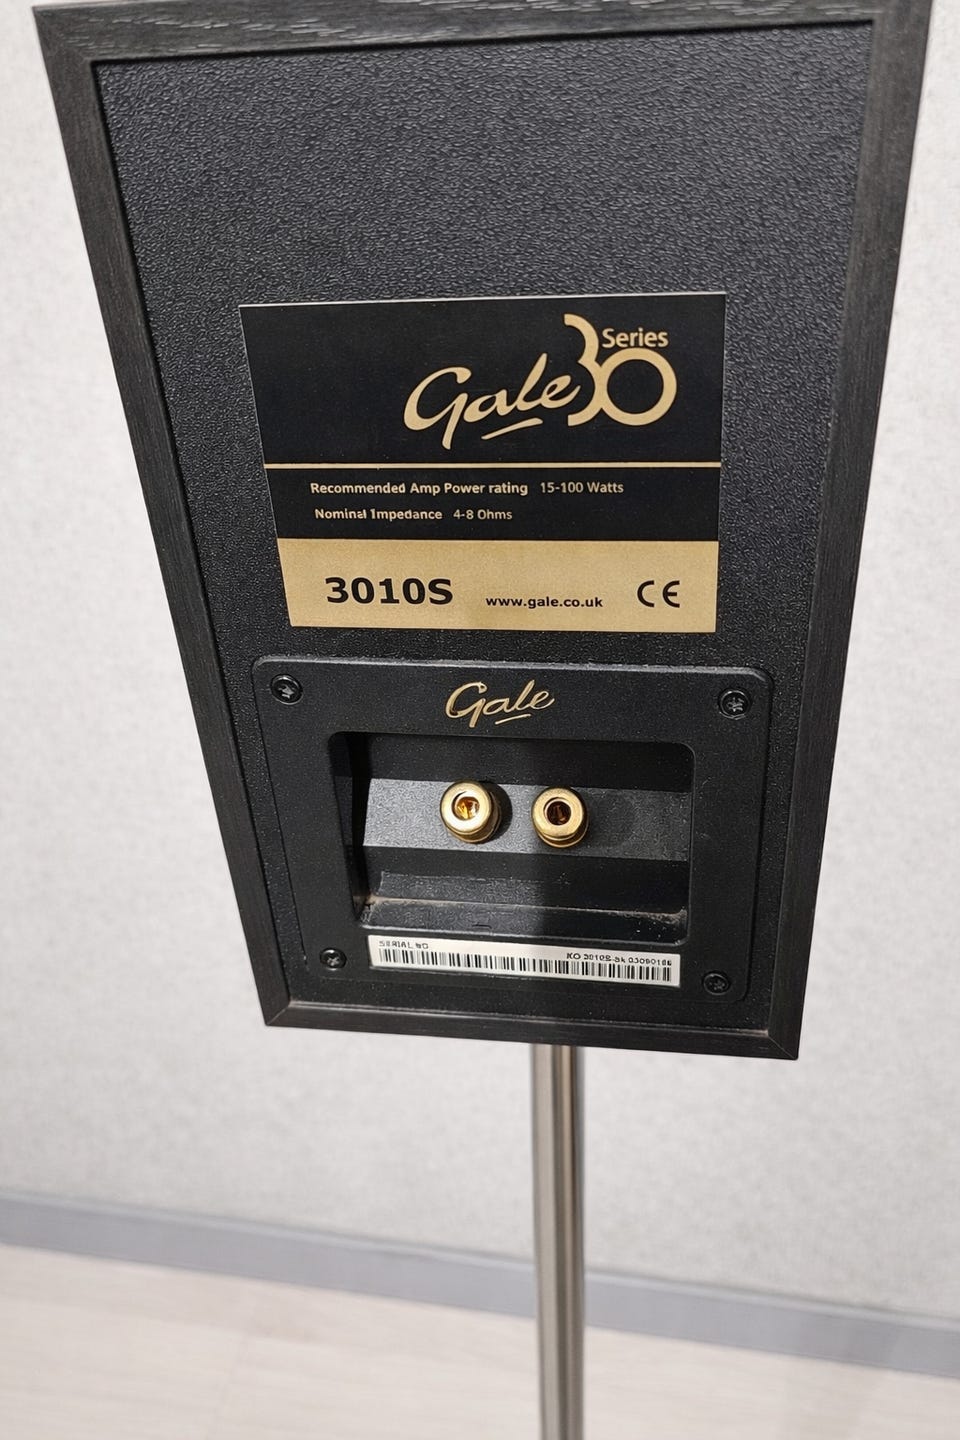 Gale 30 Series
Recommended Amp Power rating 15-100 Watts
Nominal Impedance 4-8 Ohms
3010S www.gale.co.uk CE
Gale
SERIAL NO